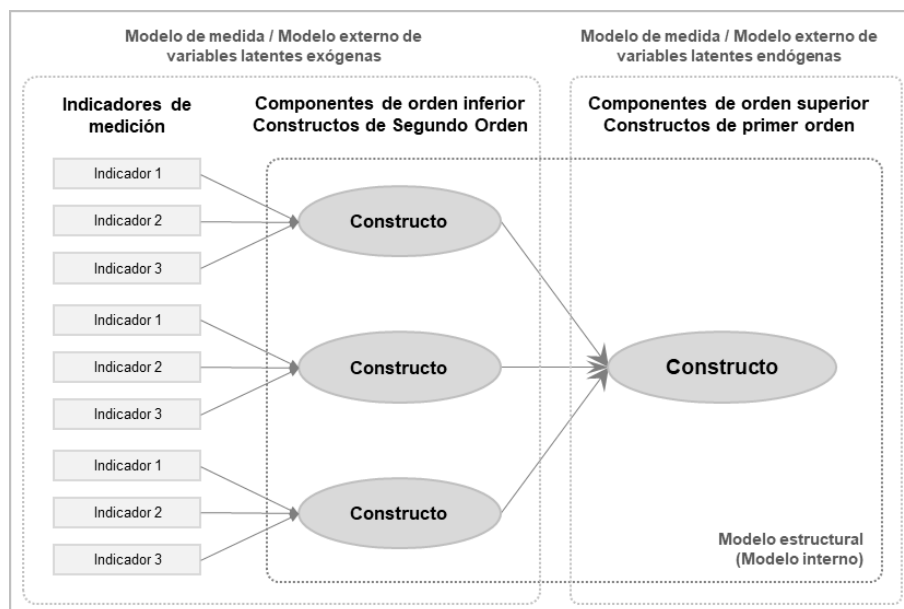 Modelo de medida / Modelo externo de
variables latentes exógenas
Modelo de medida / Modelo externo de
variables latentes endógenas
Indicadores de
medición
Componentes de orden inferior
Constructos de Segundo Orden
Componentes de orden superior
Constructos de primer orden
Indicador 1
Indicador 2
Indicador 3
Constructo
Indicador 1
Indicador 2
Indicador 3
Constructo
Constructo
Indicador 1
Indicador 2
Indicador 3
Constructo
Modelo estructural
(Modelo interno)